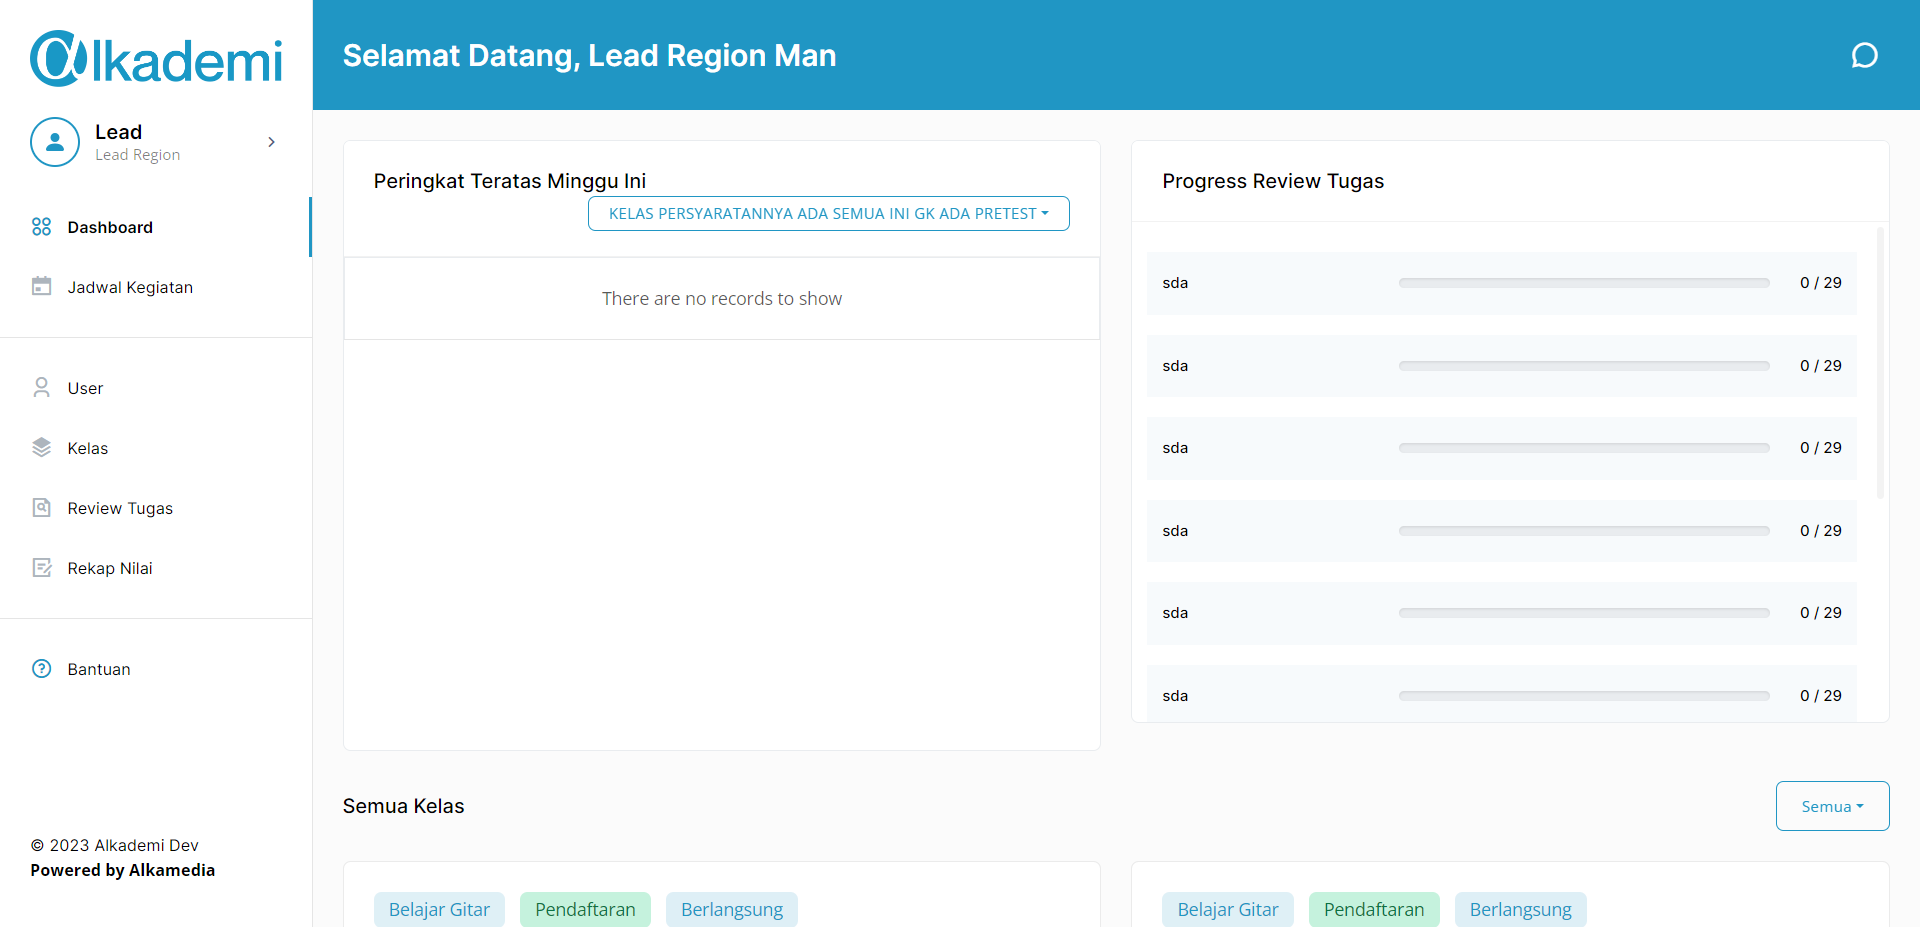 @lkademi
Lead
Lead Region
Dashboard
Jadwal Kegiatan
User
Kelas
Review Tugas
Rekap Nilai
Bantuan
© 2023 Alkademi Dev
Powered by Alkamedia
Selamat Datang, Lead Region Man
Peringkat Teratas Minggu Ini
KELAS PERSYARATANNYA ADA SEMUA INI GK ADA PRETEST
There are no records to show
Progress Review Tugas
sda 0 / 29
sda 0 / 29
sda 0 / 29
sda 0 / 29
sda 0 / 29
sda 0 / 29
Semua Kelas
Semua
Belajar Gitar Pendaftaran Berlangsung
Belajar Gitar Pendaftaran Berlangsung